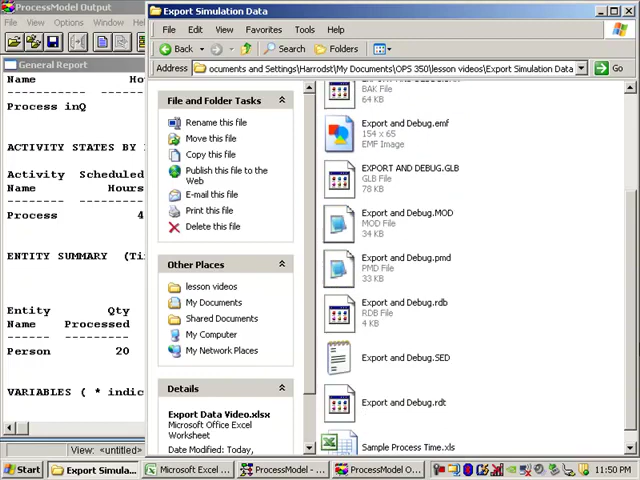 ProcessModel Output
File View Options Window
General Report
Name Ho
Process inQ
ACTIVITY STATES BY
Activity Scheduled
Name Hours
Process 4
ENTITY SUMMARY (Ti
Entity Qty
Name Processed
Person 20
VARIABLES ( * indic
View: <untitled>
Export Simulation Data
File Edit View Favorites Tools Help
Back Search Folders
Address ocuments and Settings\Harrodst\My Documents\OPS 350\lesson videos\Export Simulation Data Go
File and Folder Tasks
Rename this file
Move this file
Copy this file
Publish this file to the
Web
E-mail this file
Print this file
Delete this file
Other Places
lesson videos
My Documents
Shared Documents
My Computer
My Network Places
Details
Export Data Video.xlsx
Microsoft Office Excel
Worksheet
Date Modified: Today,
BAK File
64 KB
Export and Debug.emf
154 x 65
EMF Image
EXPORT AND DEBUG.GLB
GLB File
78 KB
Export and Debug.MOD
MOD File
34 KB
Export and Debug.pmd
PMD File
33 KB
Export and Debug.rdb
RDB File
4 KB
Export and Debug.SED
Export and Debug.rdt
Sample Process Time.xls
Start Export Simula... Microsoft Excel ... ProcessModel - ... ProcessModel O... 11:50 PM